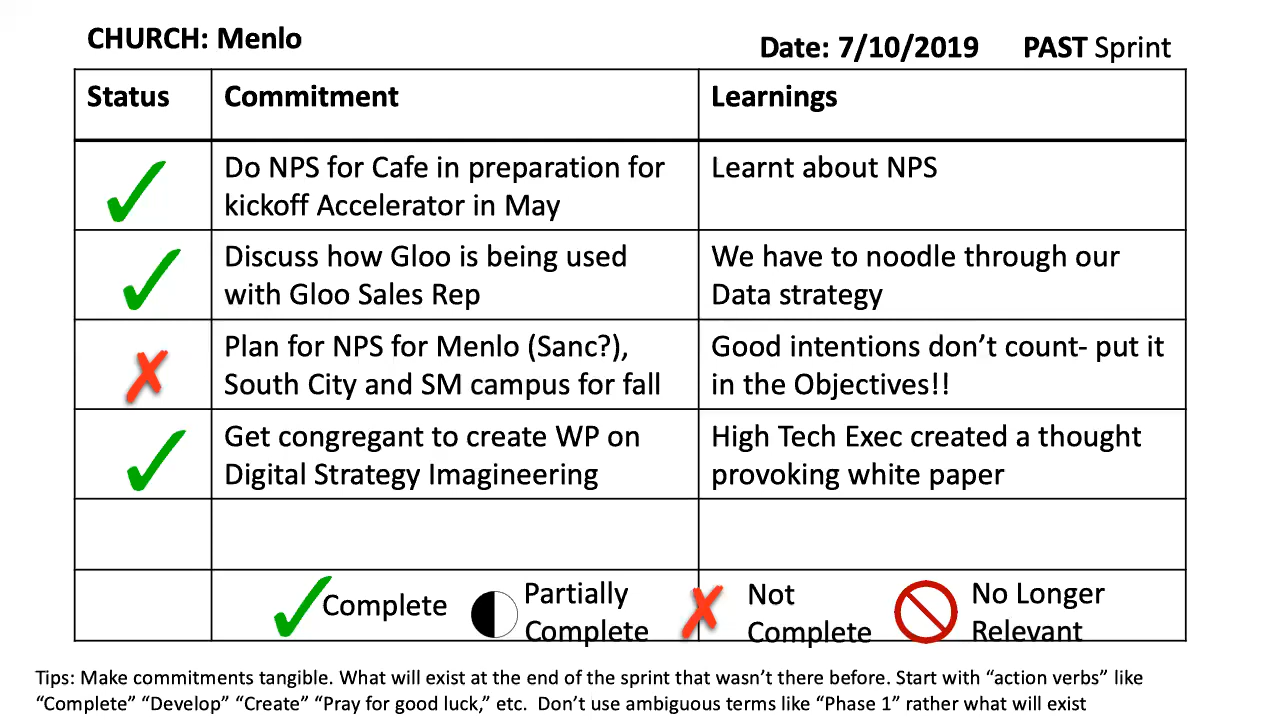 CHURCH: Menlo
Date: 7/10/2019 PAST Sprint
Status Commitment Learnings
Do NPS for Cafe in preparation for
kickoff Accelerator in May
Learnt about NPS
Discuss how Gloo is being used
with Gloo Sales Rep
We have to noodle through our
Data strategy
Plan for NPS for Menlo (Sanc?),
South City and SM campus for fall
Good intentions don’t count- put it
in the Objectives!!
Get congregant to create WP on
Digital Strategy Imagineering
High Tech Exec created a thought
provoking white paper
Complete
Partially
Complete
Not
Complete
No Longer
Relevant
Tips: Make commitments tangible. What will exist at the end of the sprint that wasn’t there before. Start with “action verbs” like
“Complete” “Develop” “Create” “Pray for good luck,” etc.  Don’t use ambiguous terms like “Phase 1” rather what will exist